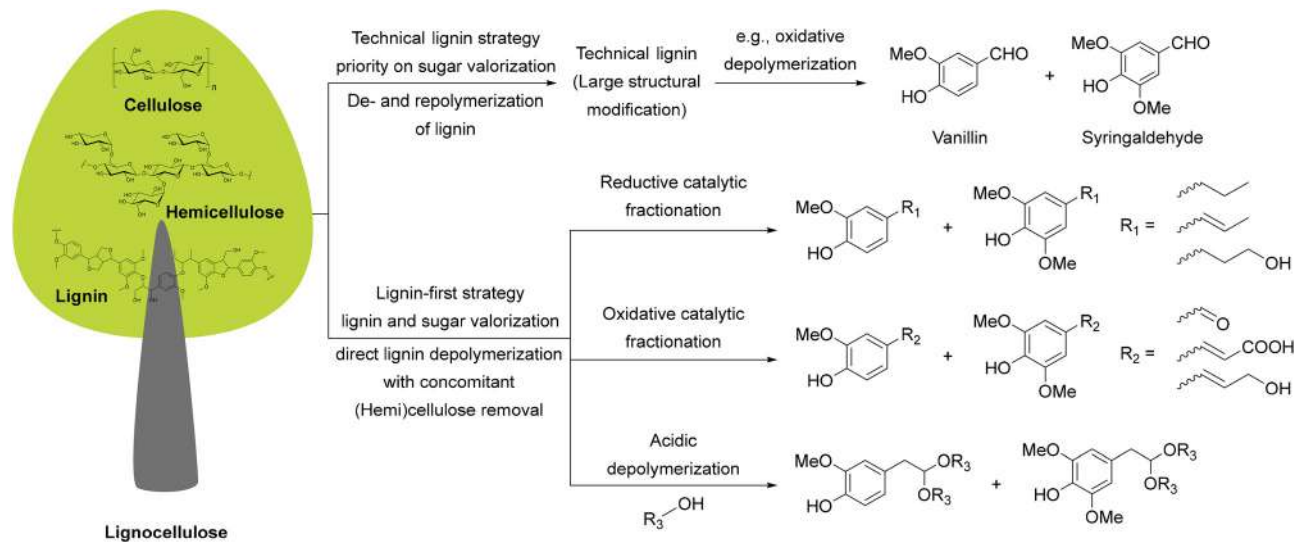 Cellulose
n
Hemicellulose
Lignin
Lignocellulose
Technical lignin strategy
priority on sugar valorization
De- and repolymerization
of lignin
Technical lignin
(Large structural
modification)
e.g., oxidative
depolymerization
MeO
CHO
HO
Vanillin
+
MeO
CHO
HO
OMe
Syringaldehyde
Lignin-first strategy
lignin and sugar valorization
direct lignin depolymerization
with concomitant
(Hemi)cellulose removal
Reductive catalytic
fractionation
MeO
R1
HO
+
MeO
R1
HO
OMe
R1 =
OH
Oxidative catalytic
fractionation
MeO
R2
HO
+
MeO
R2
HO
OMe
R2 =
O
COOH
OH
Acidic
depolymerization
R3
OH
MeO
OR3
OR3
HO
+
MeO
OR3
OR3
HO
OMe